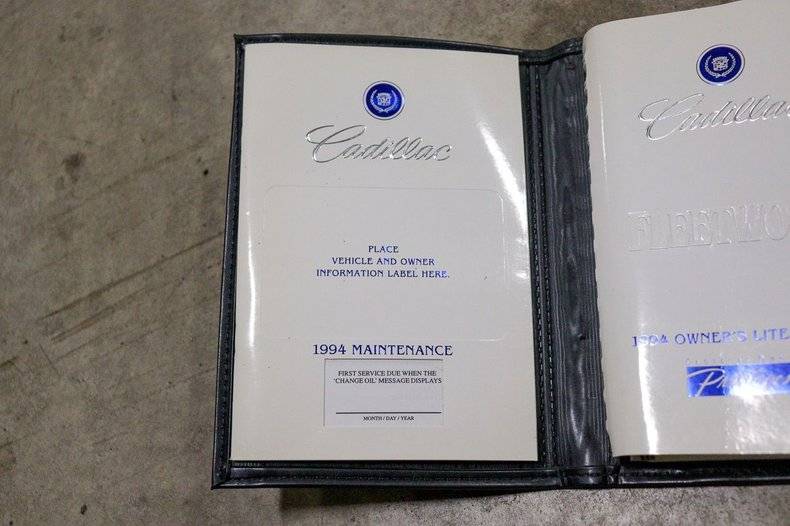 Cadillac
PLACE
VEHICLE AND OWNER
INFORMATION LABEL HERE.
1994 MAINTENANCE
FIRST SERVICE DUE WHEN THE
'CHANGE OIL' MESSAGE DISPLAYS
MONTH / DAY / YEAR
Cadillac
FLEETWO
1994 OWNER'S LITE